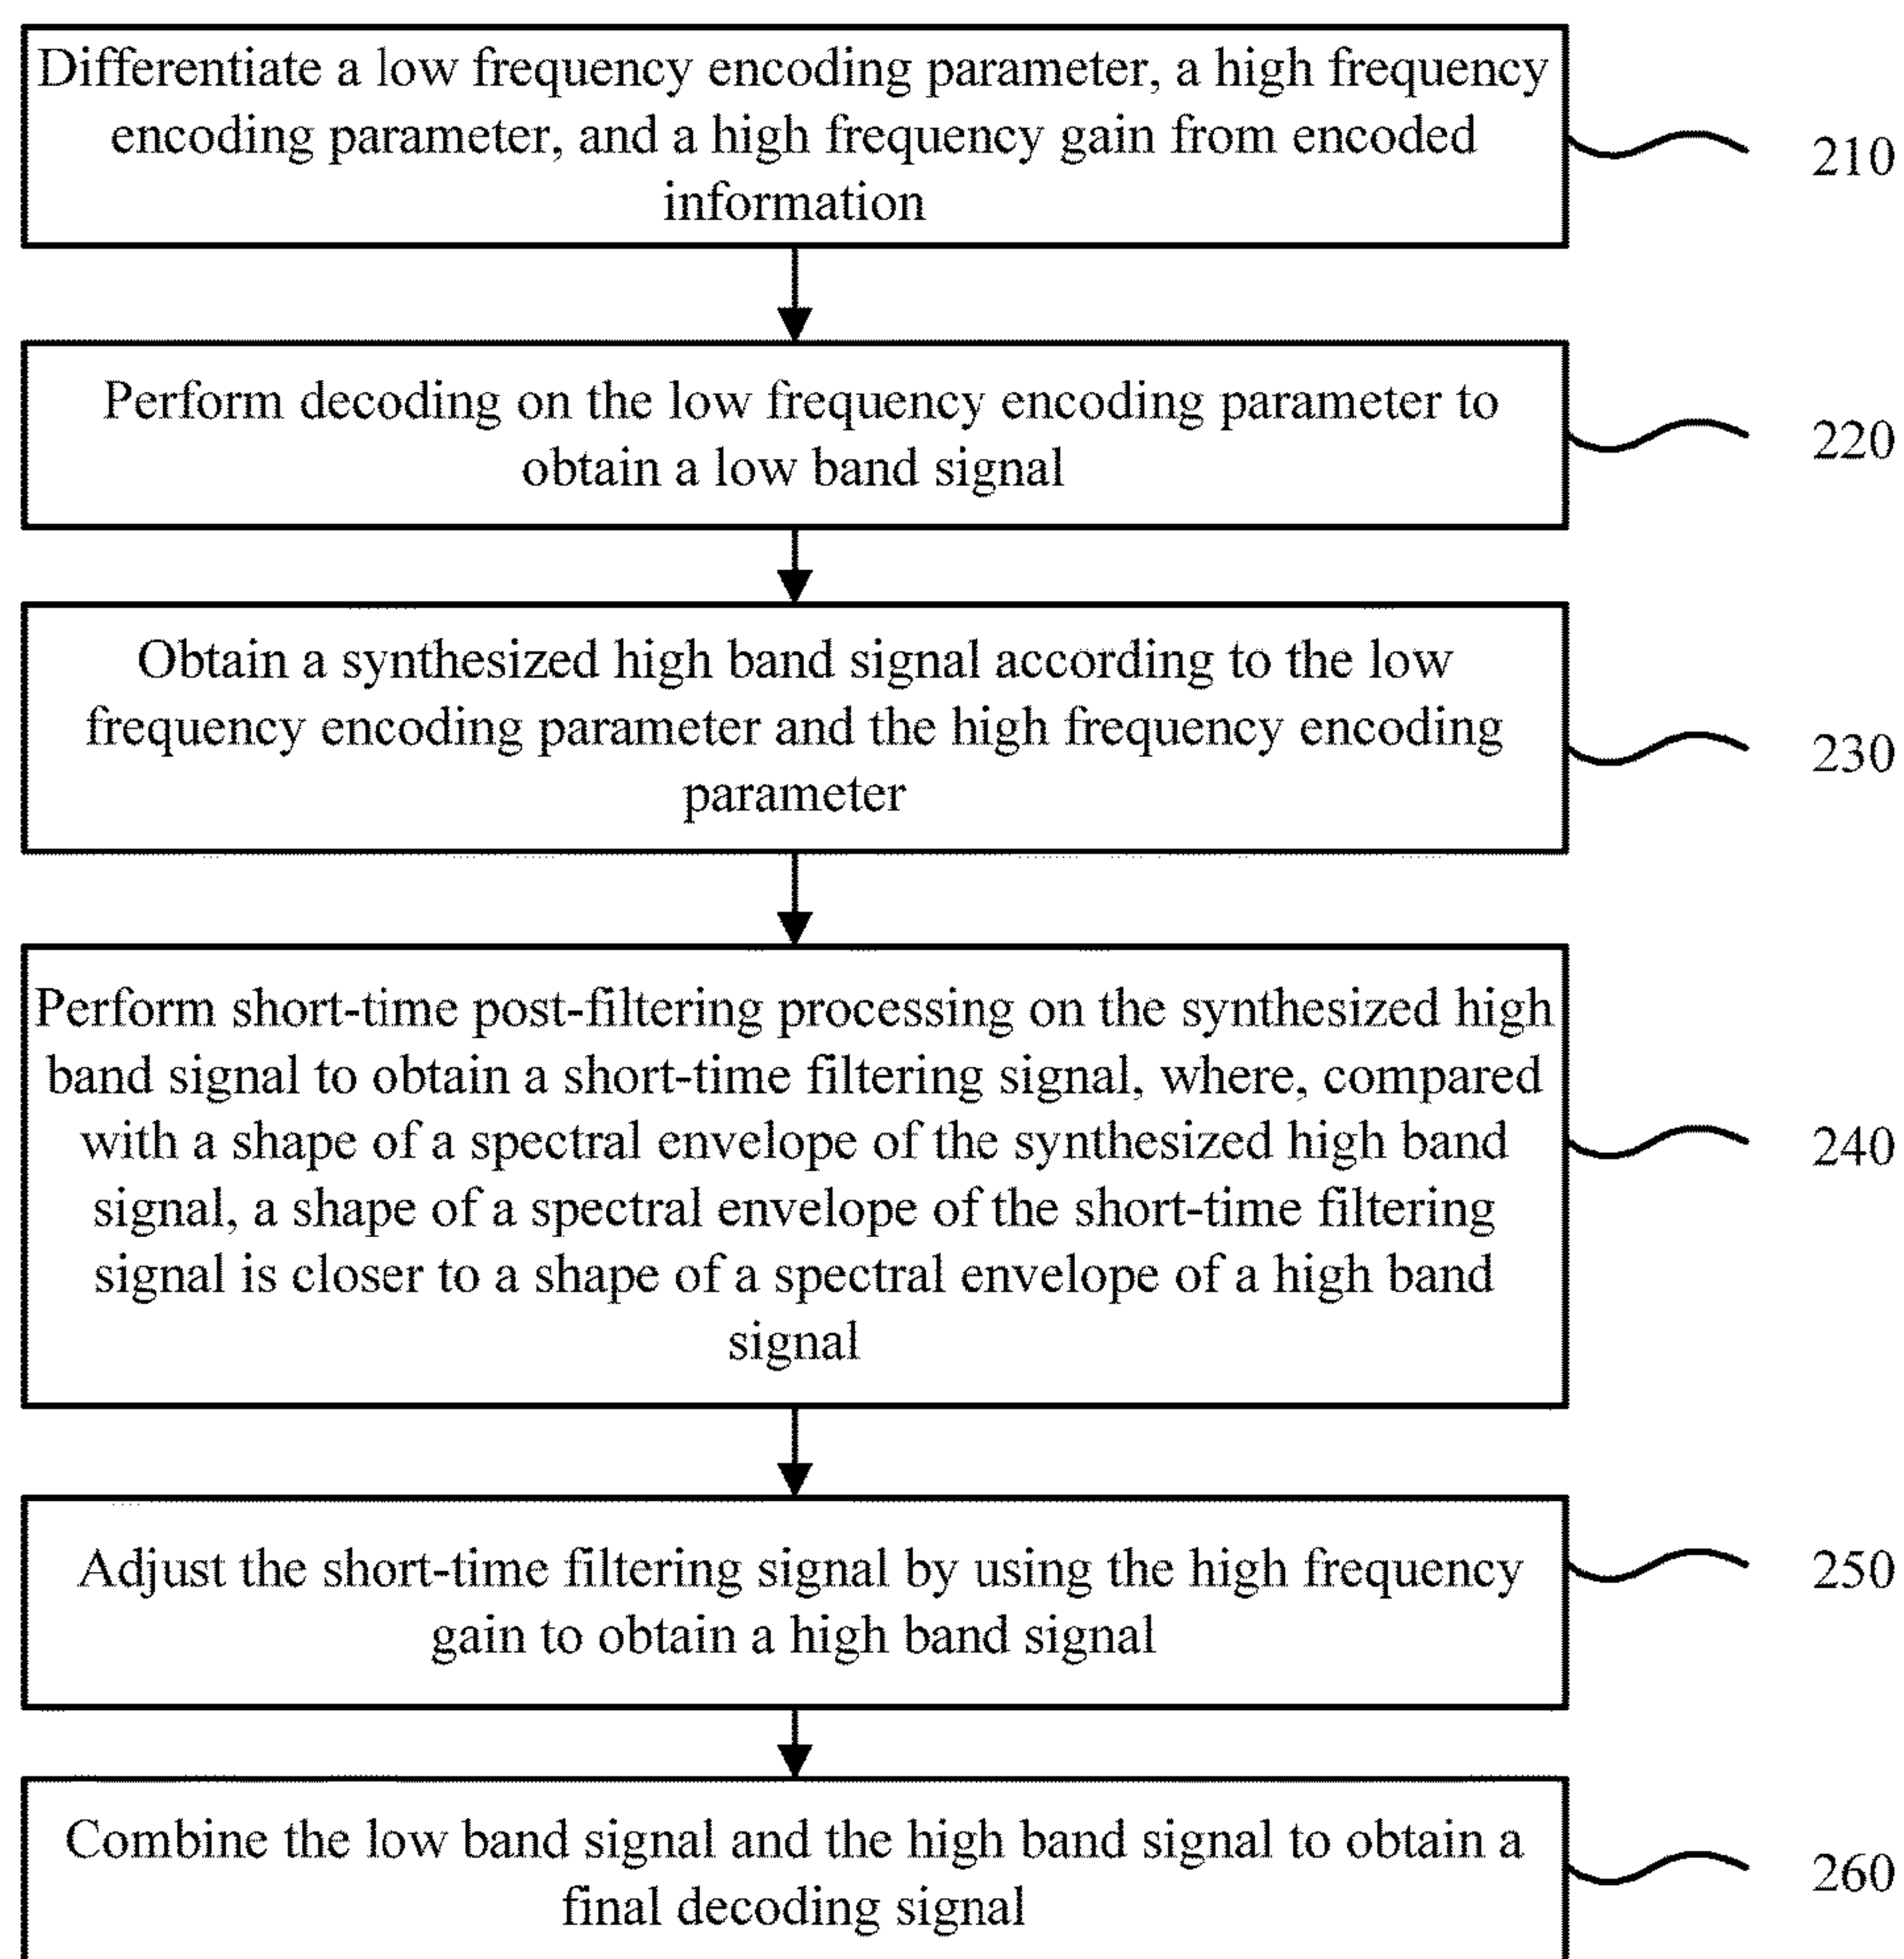 Differentiate a low frequency encoding parameter, a high frequency
encoding parameter, and a high frequency gain from encoded
information
210
Perform decoding on the low frequency encoding parameter to
obtain a low band signal
220
Obtain a synthesized high band signal according to the low
frequency encoding parameter and the high frequency encoding
parameter
230
Perform short-time post-filtering processing on the synthesized high
band signal to obtain a short-time filtering signal, where, compared
with a shape of a spectral envelope of the synthesized high band
signal, a shape of a spectral envelope of the short-time filtering
signal is closer to a shape of a spectral envelope of a high band
signal
240
Adjust the short-time filtering signal by using the high frequency
gain to obtain a high band signal
250
Combine the low band signal and the high band signal to obtain a
final decoding signal
260